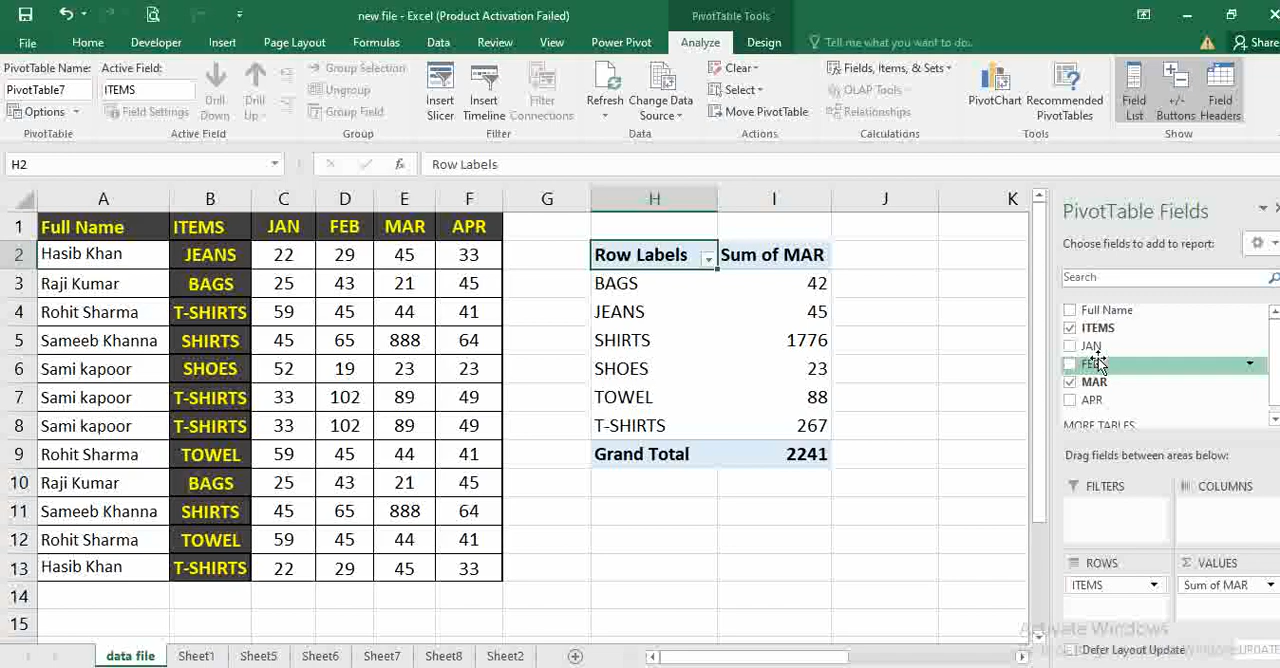 new file - Excel (Product Activation Failed)
PivotTable Tools
File Home Developer Insert Page Layout Formulas Data Review View Power Pivot Analyze Design Tell me what you want to do... Share
PivotTable Name: Active Field:
PivotTable7 ITEMS
Options Field Settings
Drill Down Drill Up
Group Selection
Ungroup
Group Field
Insert Slicer Insert Timeline Filter Connections
Refresh Change Data Source
Clear
Select
Move PivotTable
Fields, Items, & Sets
OLAP Tools
Relationships
PivotChart Recommended PivotTables
Field List +/- Buttons Field Headers
PivotTable Active Field Group Filter Data Actions Calculations Tools Show
H2 fx Row Labels
A B C D E F G H I J K
1 Full Name ITEMS JAN FEB MAR APR
2 Hasib Khan JEANS 22 29 45 33 Row Labels Sum of MAR
3 Raji Kumar BAGS 25 43 21 45 BAGS 42
4 Rohit Sharma T-SHIRTS 59 45 44 41 JEANS 45
5 Sameeb Khanna SHIRTS 45 65 888 64 SHIRTS 1776
6 Sami kapoor SHOES 52 19 23 23 SHOES 23
7 Sami kapoor T-SHIRTS 33 102 89 49 TOWEL 88
8 Sami kapoor T-SHIRTS 33 102 89 49 T-SHIRTS 267
9 Rohit Sharma TOWEL 59 45 44 41 Grand Total 2241
10 Raji Kumar BAGS 25 43 21 45
11 Sameeb Khanna SHIRTS 45 65 888 64
12 Rohit Sharma TOWEL 59 45 44 41
13 Hasib Khan T-SHIRTS 22 29 45 33
14
15
PivotTable Fields
Choose fields to add to report:
Search
Full Name
ITEMS
JAN
FEB
MAR
APR
MORE TABLES
Drag fields between areas below:
FILTERS COLUMNS
ROWS Σ VALUES
ITEMS Sum of MAR
Activate Windows
Defer Layout Update UPDATE
data file Sheet1 Sheet5 Sheet6 Sheet7 Sheet8 Sheet2